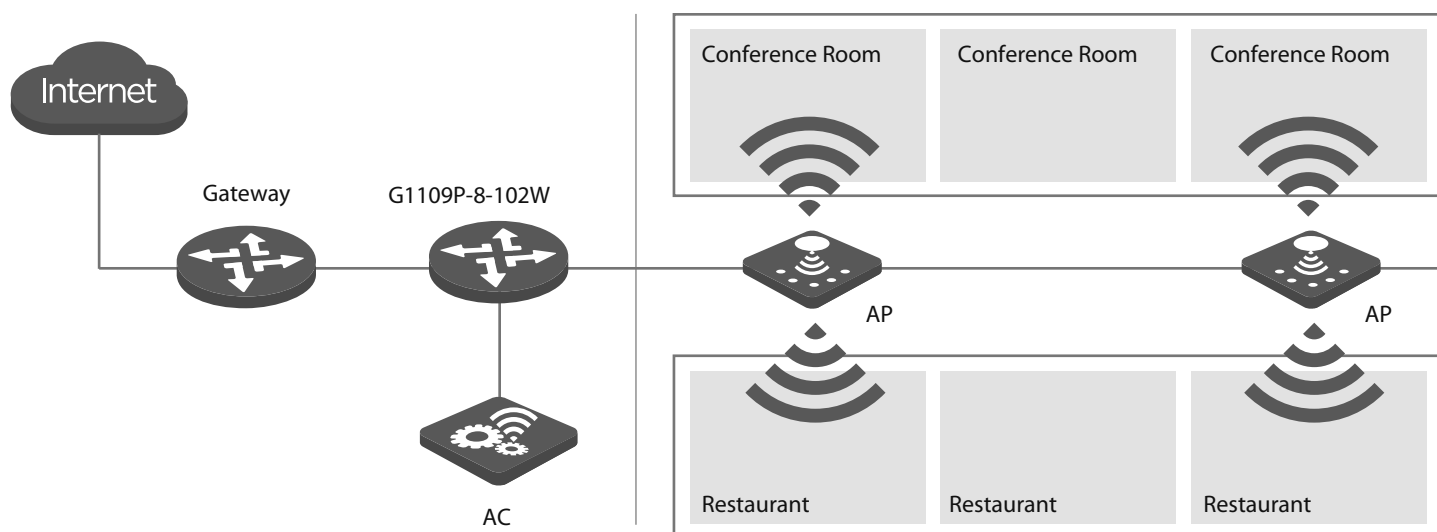 Internet
Gateway
G1109P-8-102W
AC
Conference Room
Conference Room
Conference Room
AP
AP
Restaurant
Restaurant
Restaurant